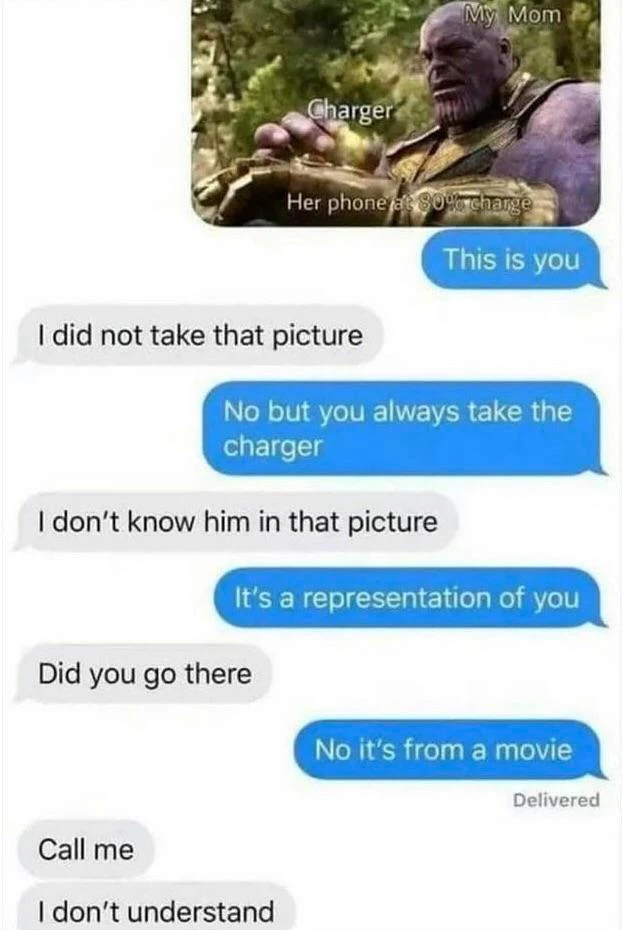 My Mom
Charger
Her phone at 80% charge
This is you
I did not take that picture
No but you always take the
charger
I don't know him in that picture
It's a representation of you
Did you go there
No it's from a movie
Delivered
Call me
I don't understand